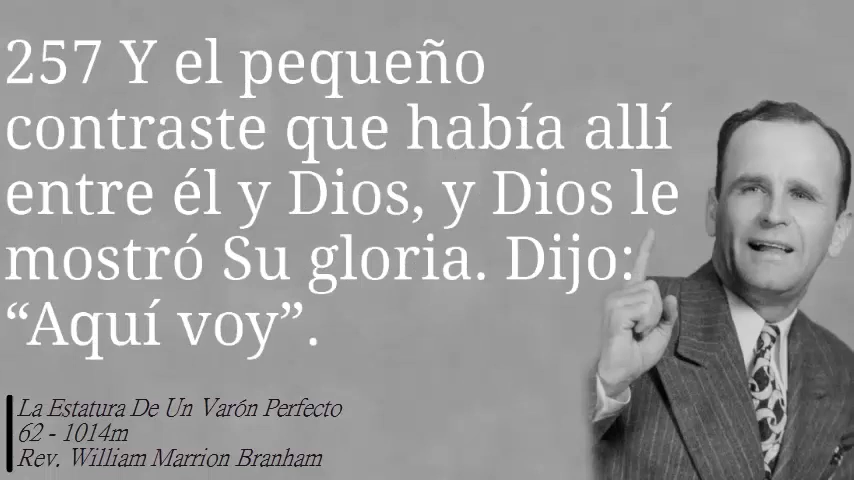 257 Y el pequeño
contraste que había allí
entre él y Dios, y Dios le
mostró Su gloria. Dijo:
“Aquí voy”.
La Estatura De Un Varón Perfecto
62 - 1014m
Rev. William Marrion Branham